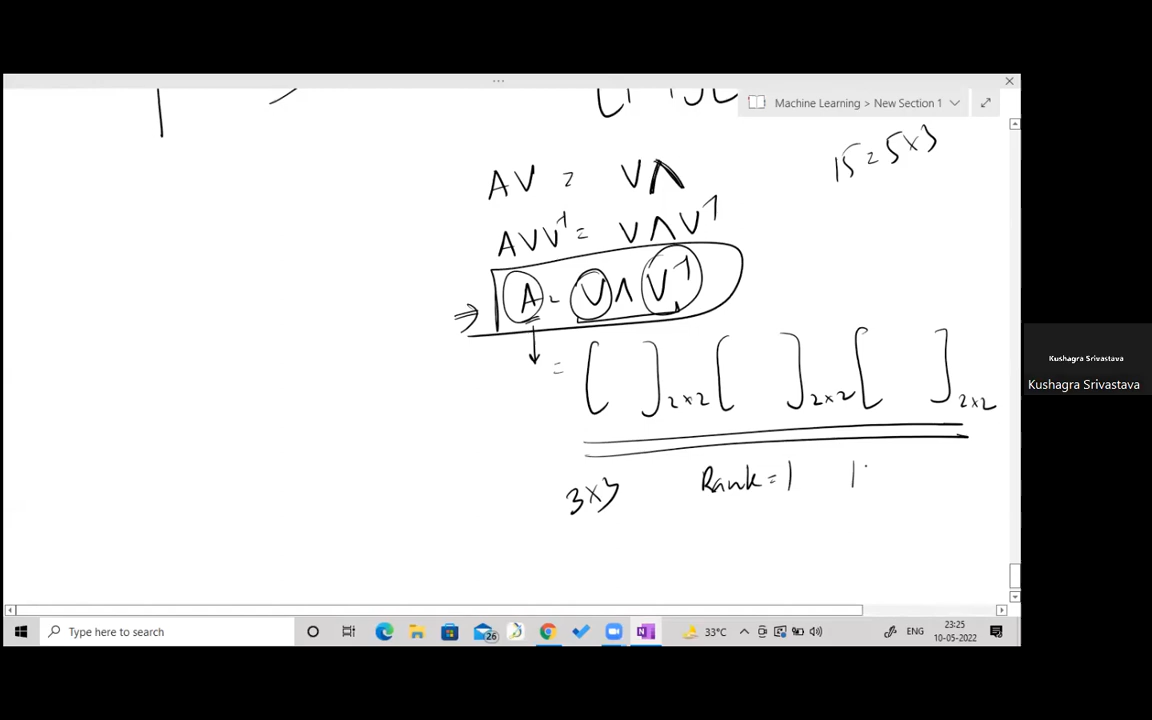 Machine Learning > New Section 1
15 = 5×3
AV = VΛ
AVV⁻¹ = VΛV⁻¹
⇒ A = VΛV⁻¹
= [ ]2×2 [ ]2×2 [ ]2×2
3×3 Rank = 1
Kushagra Srivastava
Kushagra Srivastava
Type here to search
26
33°C
ENG
23:25
10-05-2022